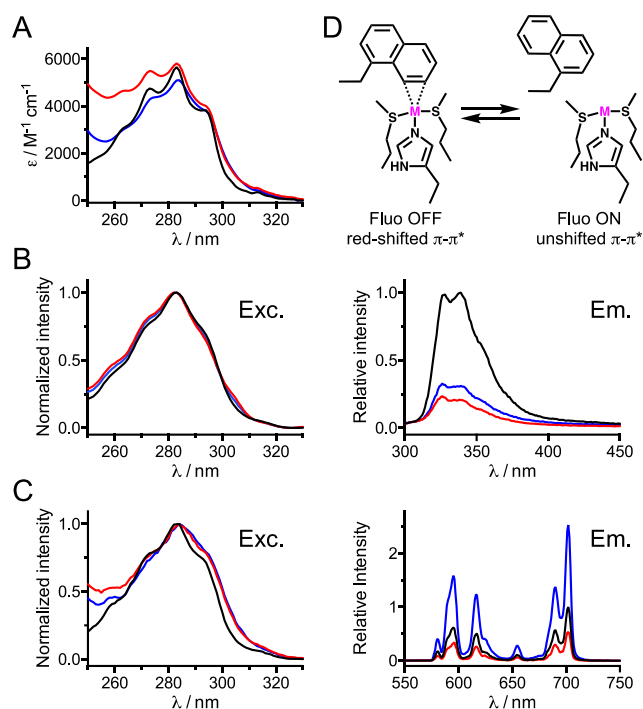 A
6000
4000
2000
0
ε / M⁻¹ cm⁻¹
260 280 300 320
λ / nm
D
M
S S
N
HN
Fluo OFF
red-shifted π-π*
M
S S
N
HN
Fluo ON
unshifted π-π*
B
Exc.
1.0
0.5
0.0
Normalized intensity
260 280 300 320
λ / nm
Em.
1.0
0.5
0.0
Relative intensity
300 350 400 450
λ / nm
C
Exc.
1.0
0.5
0.0
Normalized intensity
260 280 300 320
λ / nm
Em.
2
1
0
Relative Intensity
550 600 650 700 750
λ / nm